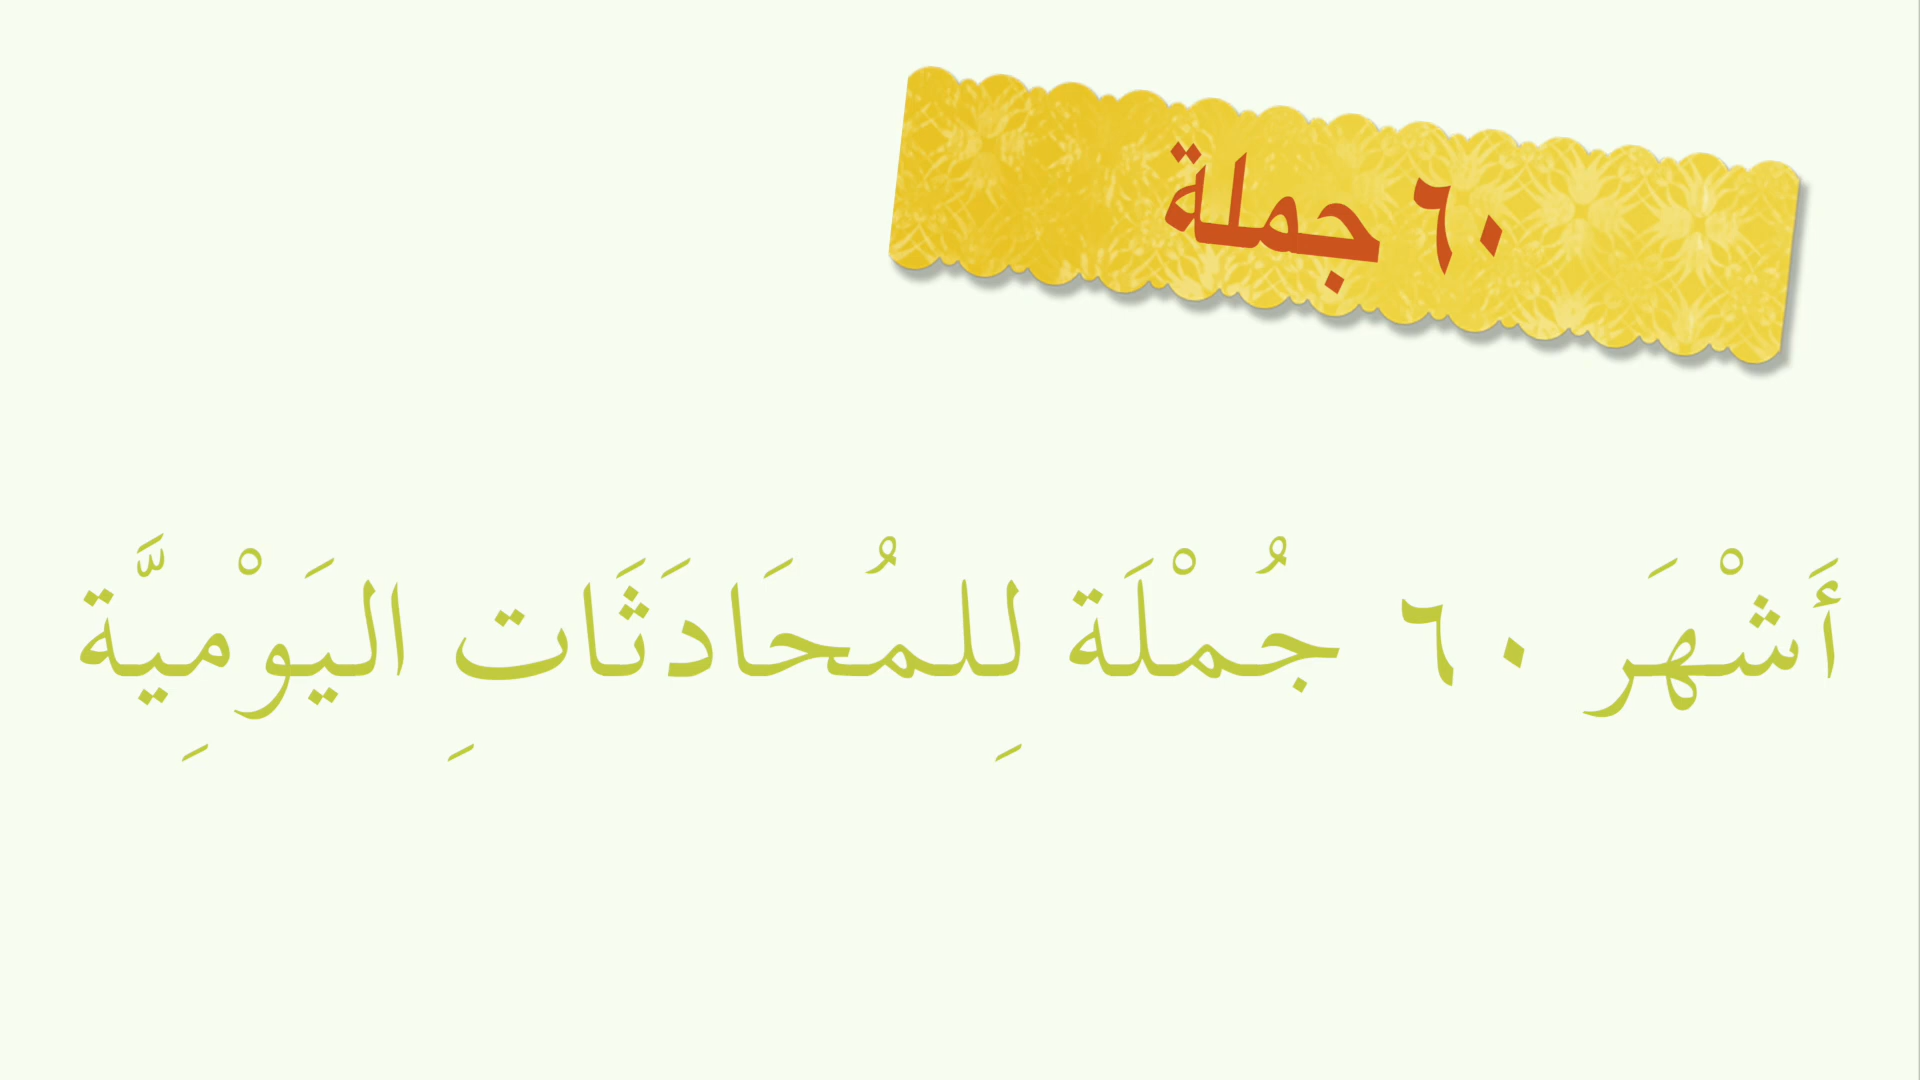 ٦٠ جملة
أَشْهَر ٦٠ جُمْلَة لِلمُحَادَثَاتِ اليَوْمِيَّة